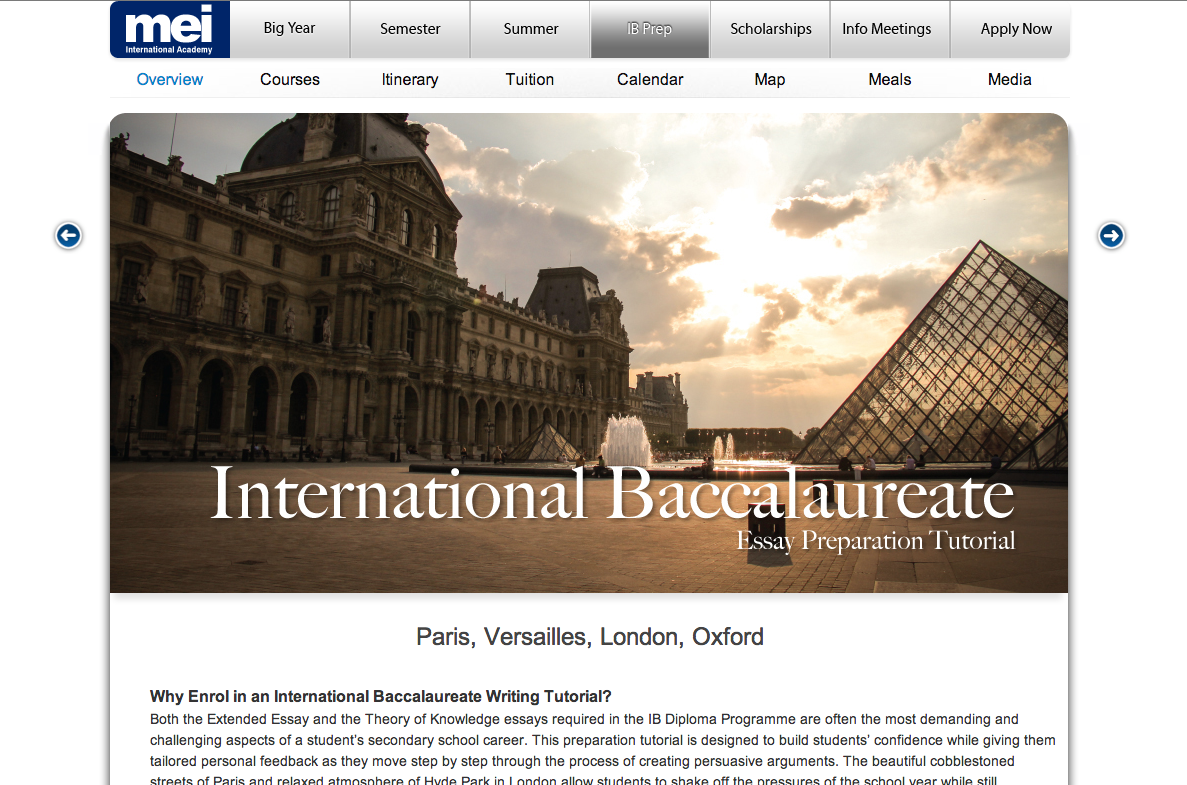 mei
International Academy
Big Year
Semester
Summer
IB Prep
Scholarships
Info Meetings
Apply Now
Overview
Courses
Itinerary
Tuition
Calendar
Map
Meals
Media
International Baccalaureate
Essay Preparation Tutorial
Paris, Versailles, London, Oxford
Why Enrol in an International Baccalaureate Writing Tutorial?
Both the Extended Essay and the Theory of Knowledge essays required in the IB Diploma Programme are often the most demanding and
challenging aspects of a student’s secondary school career. This preparation tutorial is designed to build students’ confidence while giving them
tailored personal feedback as they move step by step through the process of creating persuasive arguments. The beautiful cobblestoned
streets of Paris and relaxed atmosphere of Hyde Park in London allow students to shake off the pressures of the school year while still